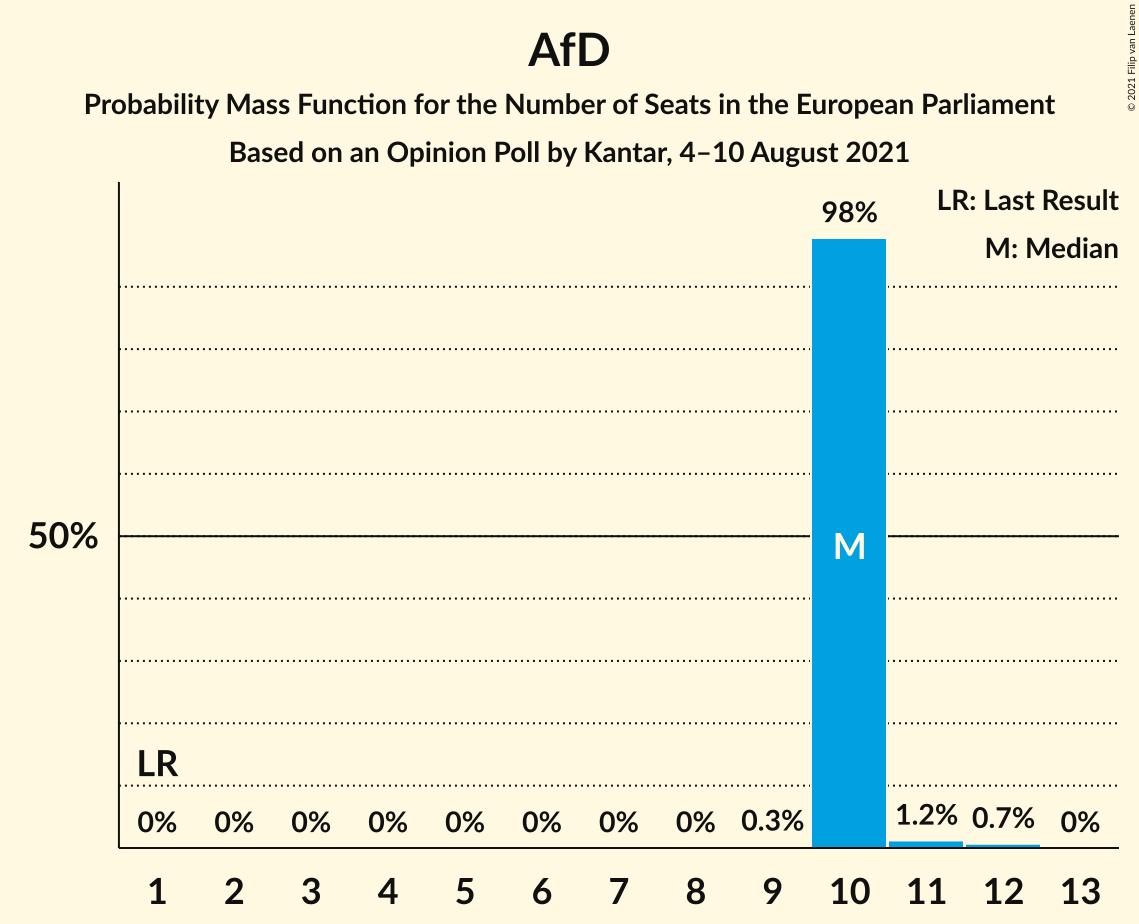 AfD
Probability Mass Function for the Number of Seats in the European Parliament
Based on an Opinion Poll by Kantar, 4–10 August 2021
© 2021 Filip van Laenen
LR: Last Result
M: Median
98%
50%
M
LR
0% 0% 0% 0% 0% 0% 0% 0% 0.3% 1.2% 0.7% 0%
1 2 3 4 5 6 7 8 9 10 11 12 13